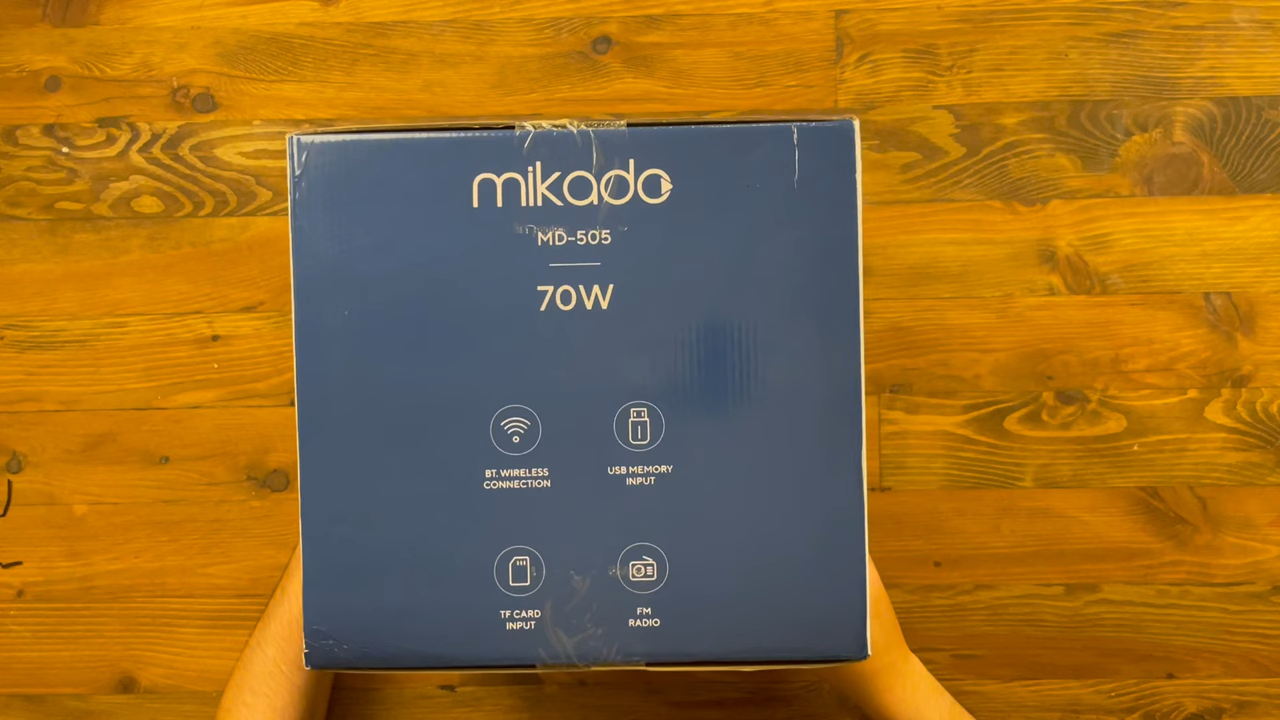 mikado
MD-505
70W
BT. WIRELESS
CONNECTION
USB MEMORY
INPUT
TF CARD
INPUT
FM
RADIO